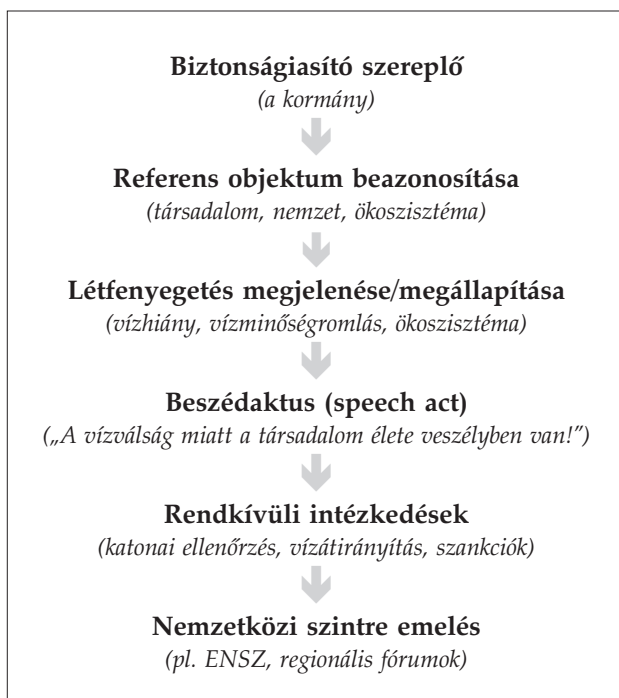 Biztonságiasító szereplő
(a kormány)
Referens objektum beazonosítása
(társadalom, nemzet, ökoszisztéma)
Létfenyegetés megjelenése/megállapítása
(vízhiány, vízminőségromlás, ökoszisztéma)
Beszédaktus (speech act)
(„A vízválság miatt a társadalom élete veszélyben van!”)
Rendkívüli intézkedések
(katonai ellenőrzés, vízátirányítás, szankciók)
Nemzetközi szintre emelés
(pl. ENSZ, regionális fórumok)